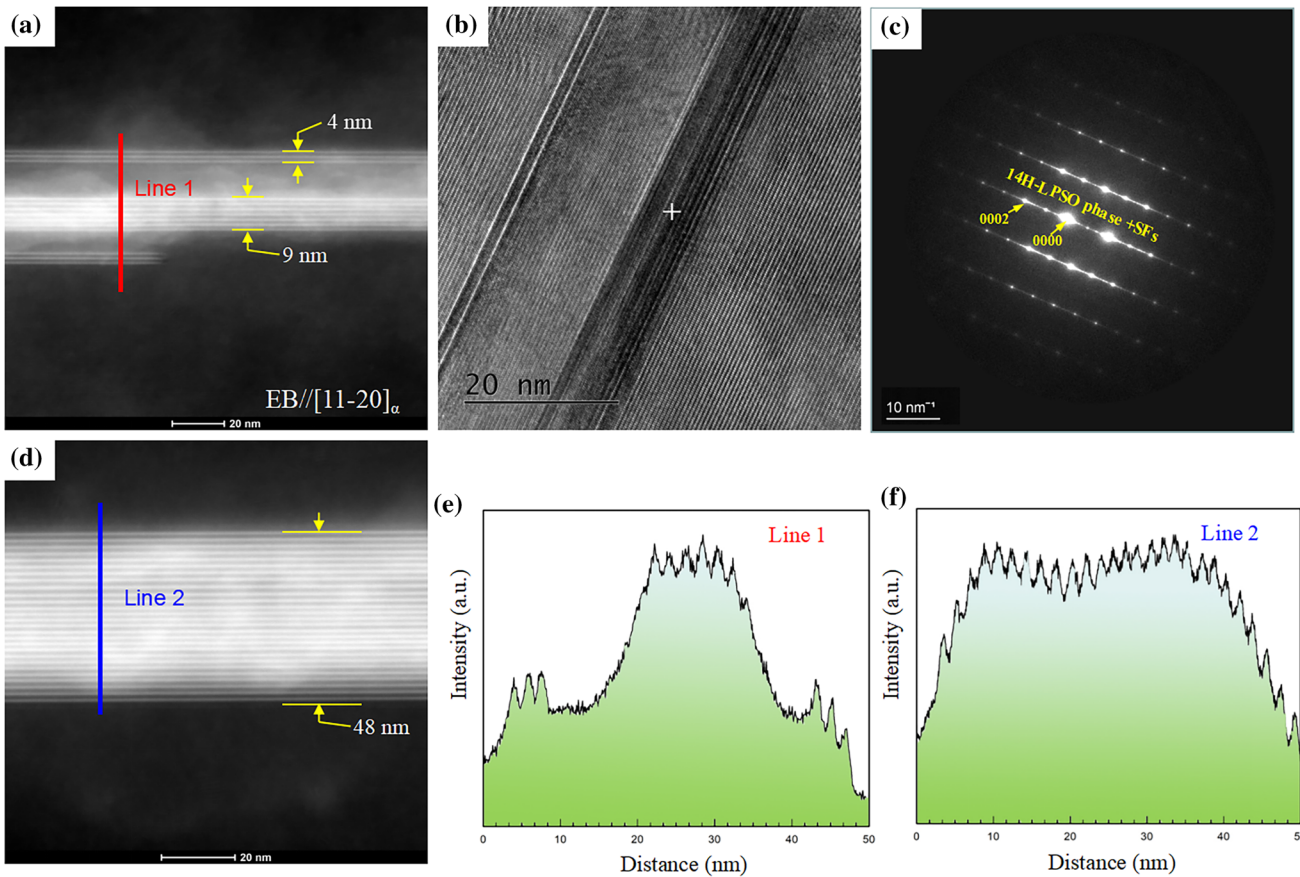 (a)
4 nm
Line 1
9 nm
EB//[11-20]α
20 nm
(b)
20 nm
(c)
14H-LPSO phase +SFs
0002
0000
10 nm⁻¹
(d)
Line 2
48 nm
20 nm
(e)
Line 1
Intensity (a.u.)
0 10 20 30 40 50
Distance (nm)
(f)
Line 2
Intensity (a.u.)
0 10 20 30 40 50
Distance (nm)